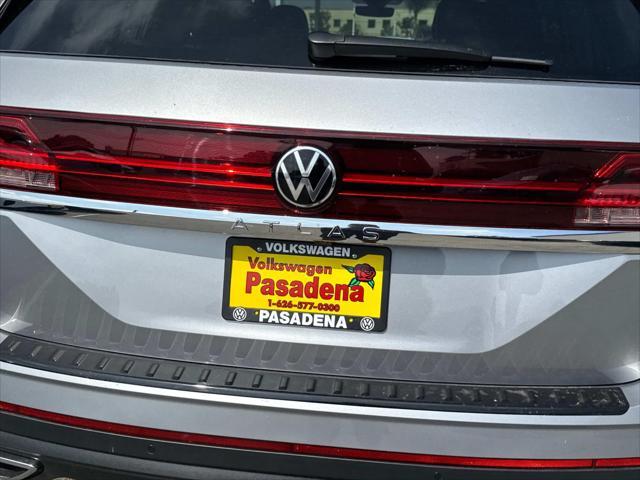 ATLAS
VOLKSWAGEN
Volkswagen
Pasadena
1-626-577-0300
PASADENA